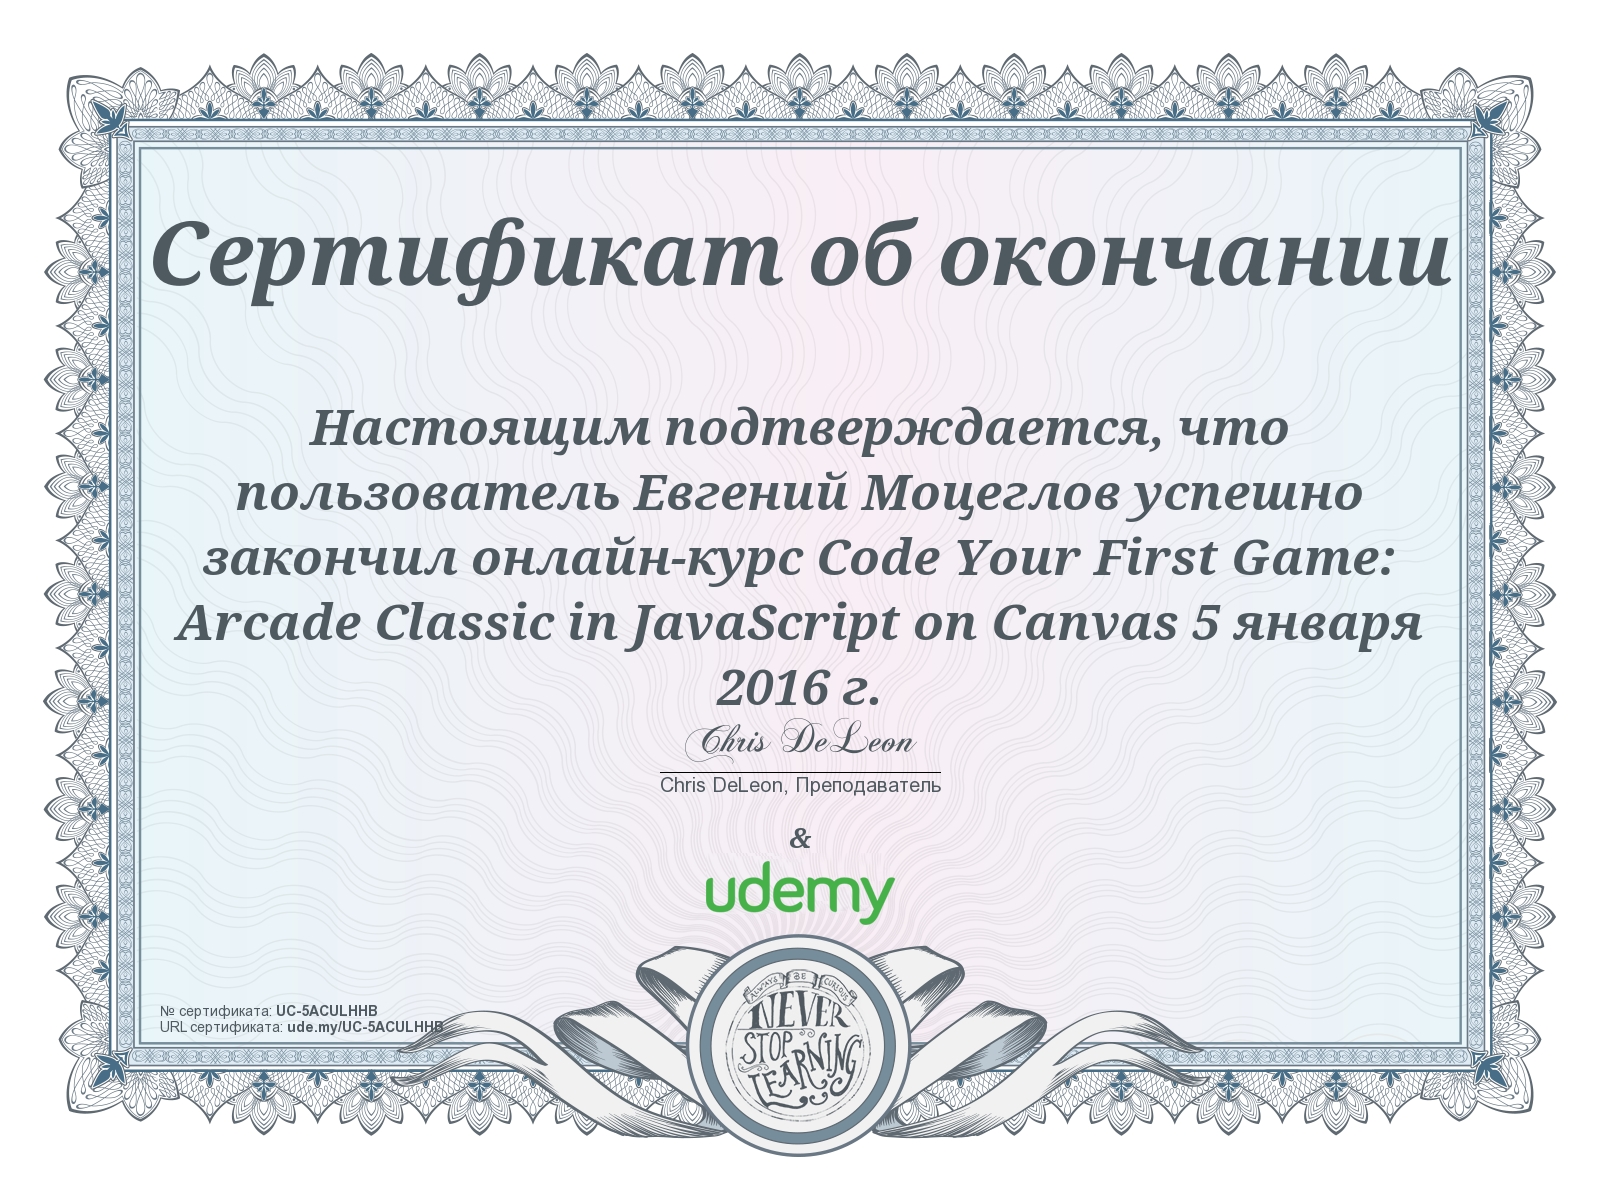 Сертификат об окончании
Настоящим подтверждается, что
пользователь Евгений Моцеглов успешно
закончил онлайн-курс Code Your First Game:
Arcade Classic in JavaScript on Canvas 5 января
2016 г.
Chris DeLeon
Chris DeLeon, Преподаватель
&
udemy
№ сертификата: UC-5ACULHHB
URL сертификата: ude.my/UC-5ACULHHB
ALWAYS BE CURIOUS
NEVER
STOP
LEARNING